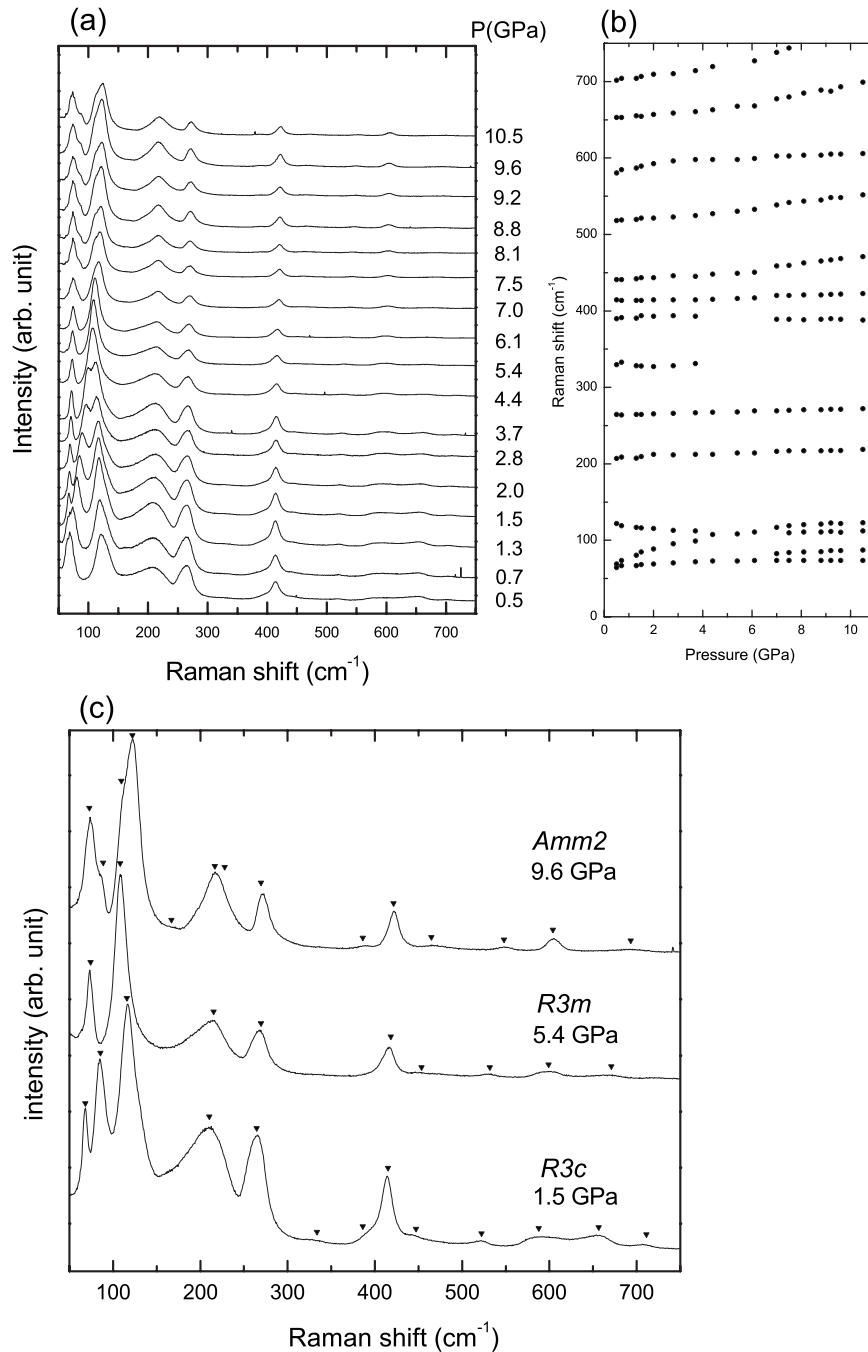 (a)
P(GPa)
10.5
9.6
9.2
8.8
8.1
7.5
7.0
6.1
5.4
4.4
3.7
2.8
2.0
1.5
1.3
0.7
0.5
Intensity (arb. unit)
100 200 300 400 500 600 700
Raman shift (cm-1)
(b)
700
600
500
400
300
200
100
0
Raman shift (cm-1)
0 2 4 6 8 10
Pressure (GPa)
(c)
Amm2
9.6 GPa
R3m
5.4 GPa
R3c
1.5 GPa
intensity (arb. unit)
100 200 300 400 500 600 700
Raman shift (cm-1)